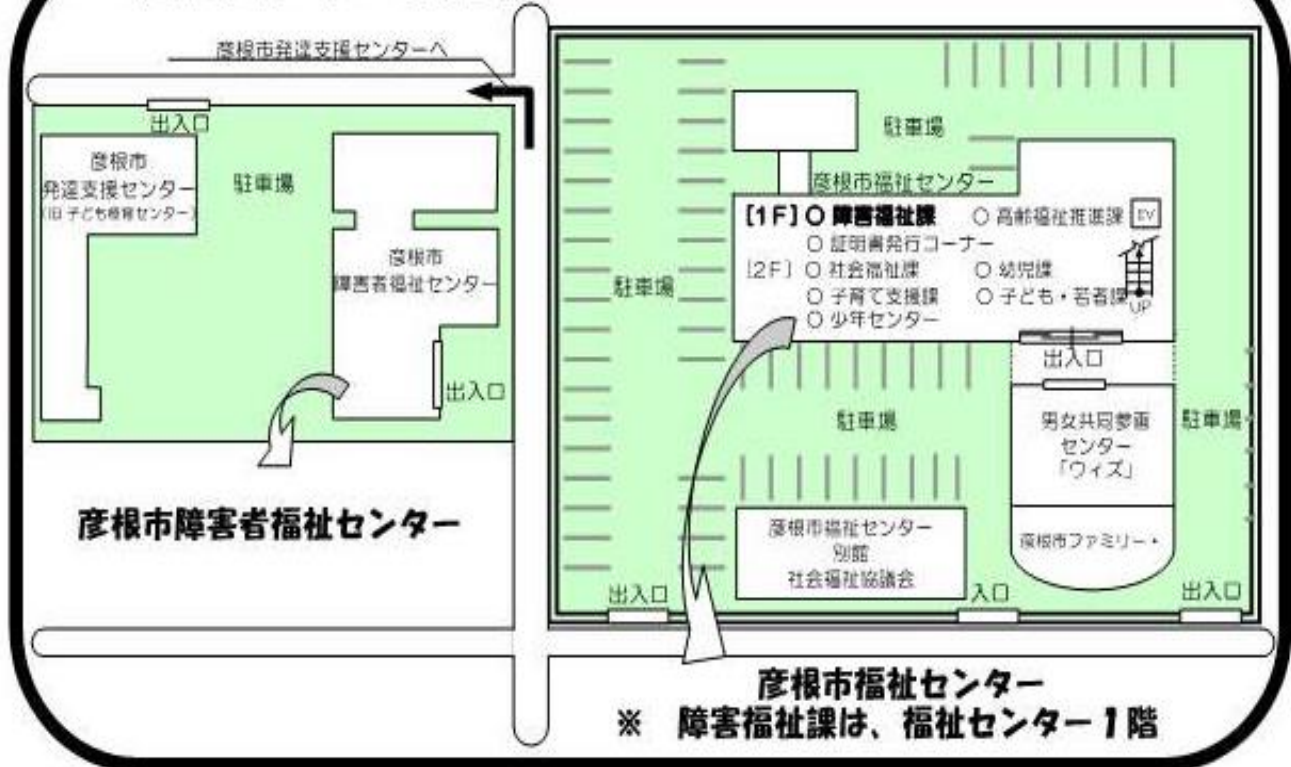 彦根市発達支援センターへ
出入口
彦根市
発達支援センター
(旧 子ども療育センター)
駐車場
彦根市
障害者福祉センター
出入口
彦根市障害者福祉センター
駐車場
駐車場
彦根市福祉センター
[1F] ○ 障害福祉課 ○ 高齢福祉推進課 EV
○ 証明書発行コーナー
[2F] ○ 社会福祉課 ○ 幼児課
○ 子育て支援課 ○ 子ども・若者課
○ 少年センター
UP
出入口
駐車場
男女共同参画
センター
「ウィズ」
駐車場
彦根市福祉センター
別館
社会福祉協議会
彦根市ファミリー・
出入口
入口
出入口
彦根市福祉センター
※ 障害福祉課は、福祉センター1階